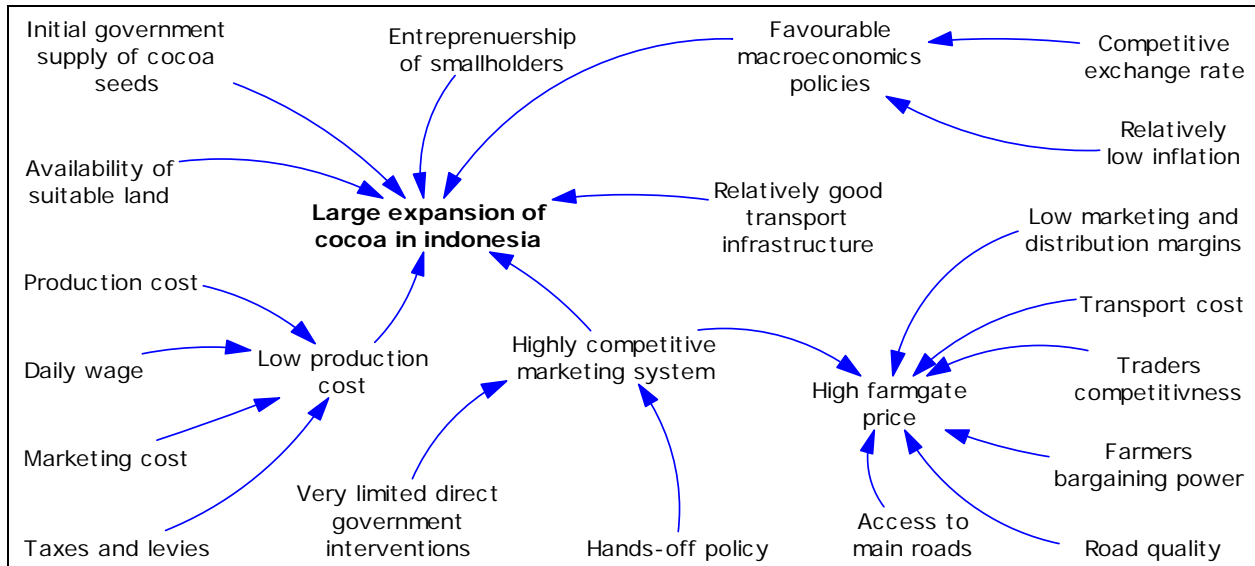 Initial government
supply of cocoa
seeds
Entreprenuership
of smallholders
Favourable
macroeconomics
policies
Competitive
exchange rate
Relatively
low inflation
Availability of
suitable land
Large expansion of
cocoa in indonesia
Relatively good
transport
infrastructure
Low marketing and
distribution margins
Production cost
Transport cost
Daily wage
Low production
cost
Highly competitive
marketing system
Traders
competitivness
High farmgate
price
Marketing cost
Farmers
bargaining power
Very limited direct
government
interventions
Taxes and levies
Hands-off policy
Access to
main roads
Road quality